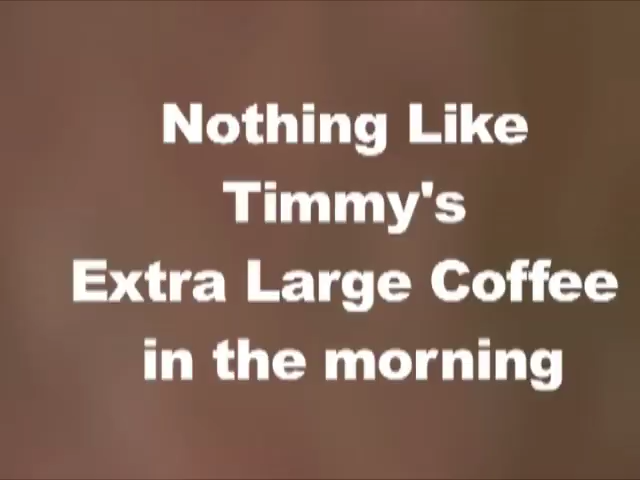 Nothing Like
Timmy's
Extra Large Coffee
in the morning